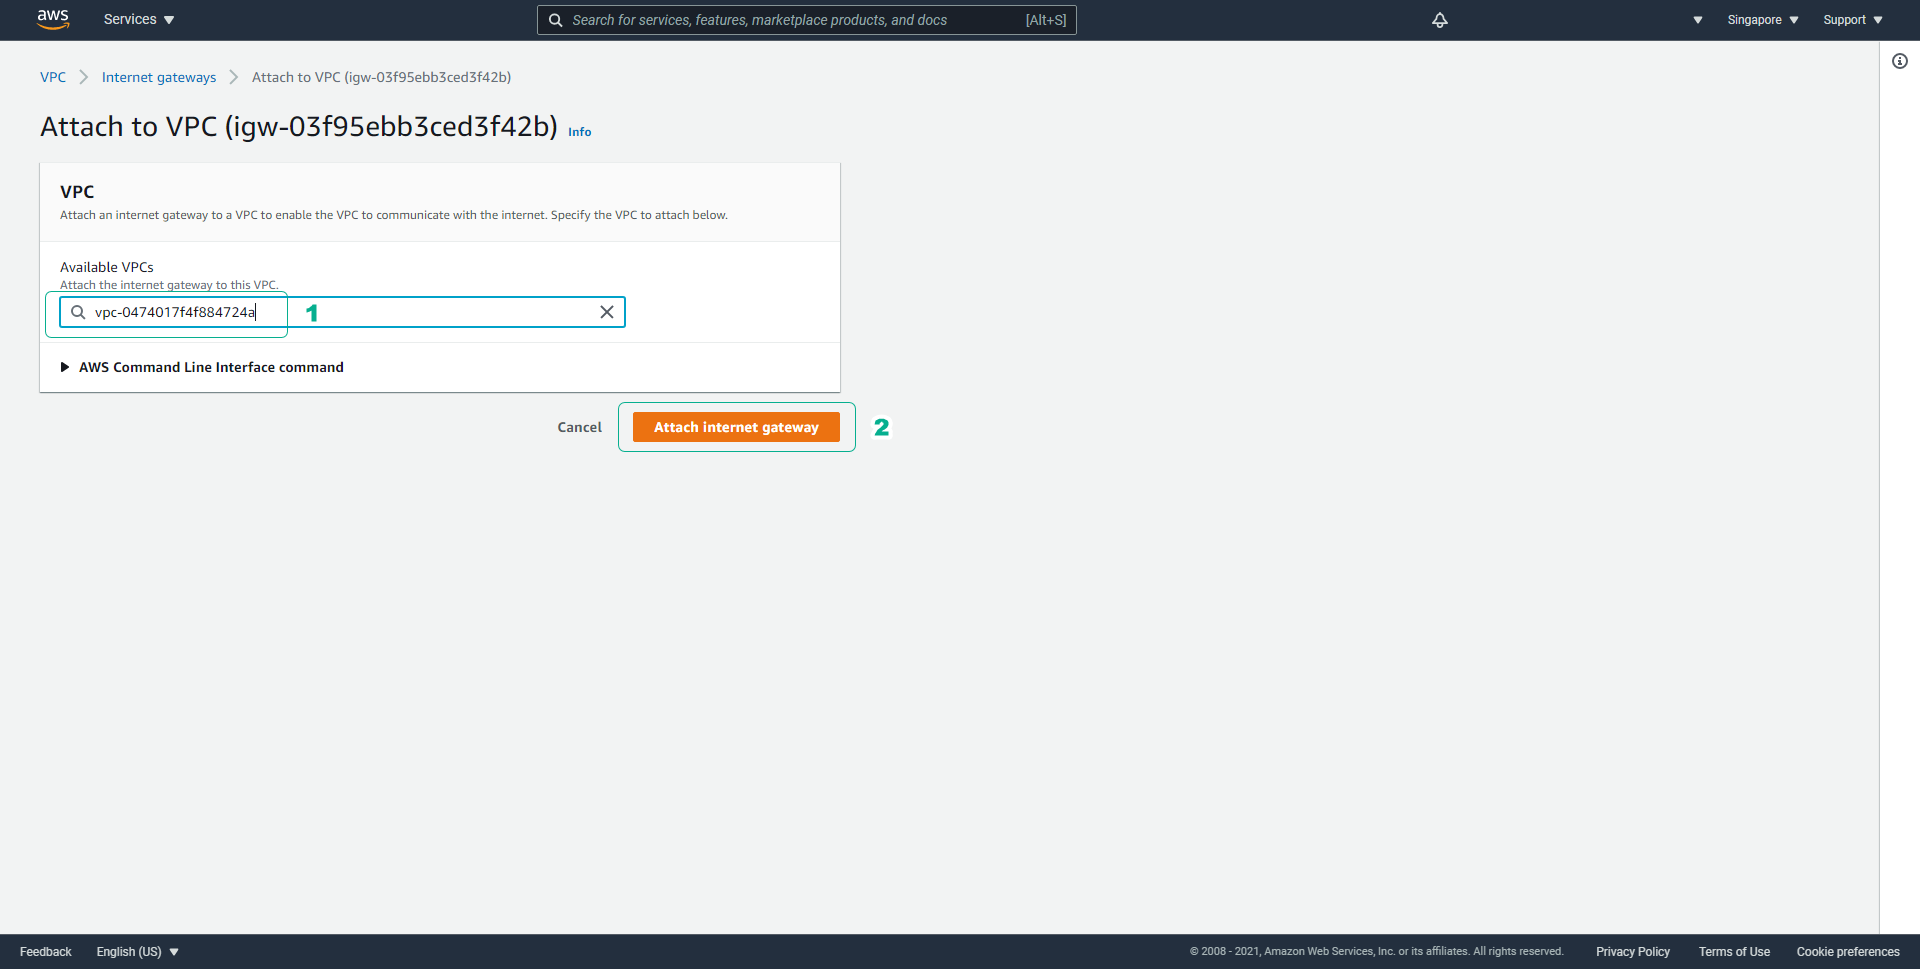 aws Services Search for services, features, marketplace products, and docs [Alt+S] Singapore Support
VPC Internet gateways Attach to VPC (igw-03f95ebb3ced3f42b)
Attach to VPC (igw-03f95ebb3ced3f42b) Info
VPC
Attach an internet gateway to a VPC to enable the VPC to communicate with the internet. Specify the VPC to attach below.
Available VPCs
Attach the internet gateway to this VPC.
vpc-0474017f4f884724a 1
AWS Command Line Interface command
Cancel Attach internet gateway 2
Feedback English (US) © 2008 - 2021, Amazon Web Services, Inc. or its affiliates. All rights reserved. Privacy Policy Terms of Use Cookie preferences